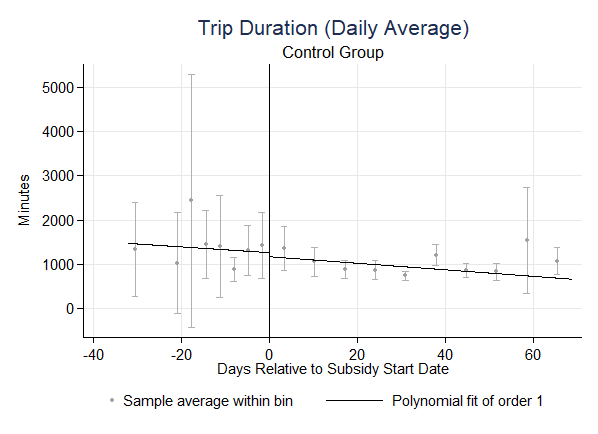 Trip Duration (Daily Average)
Control Group
5000
4000
3000
2000
1000
0
Minutes
-40 -20 0 20 40 60
Days Relative to Subsidy Start Date
Sample average within bin Polynomial fit of order 1